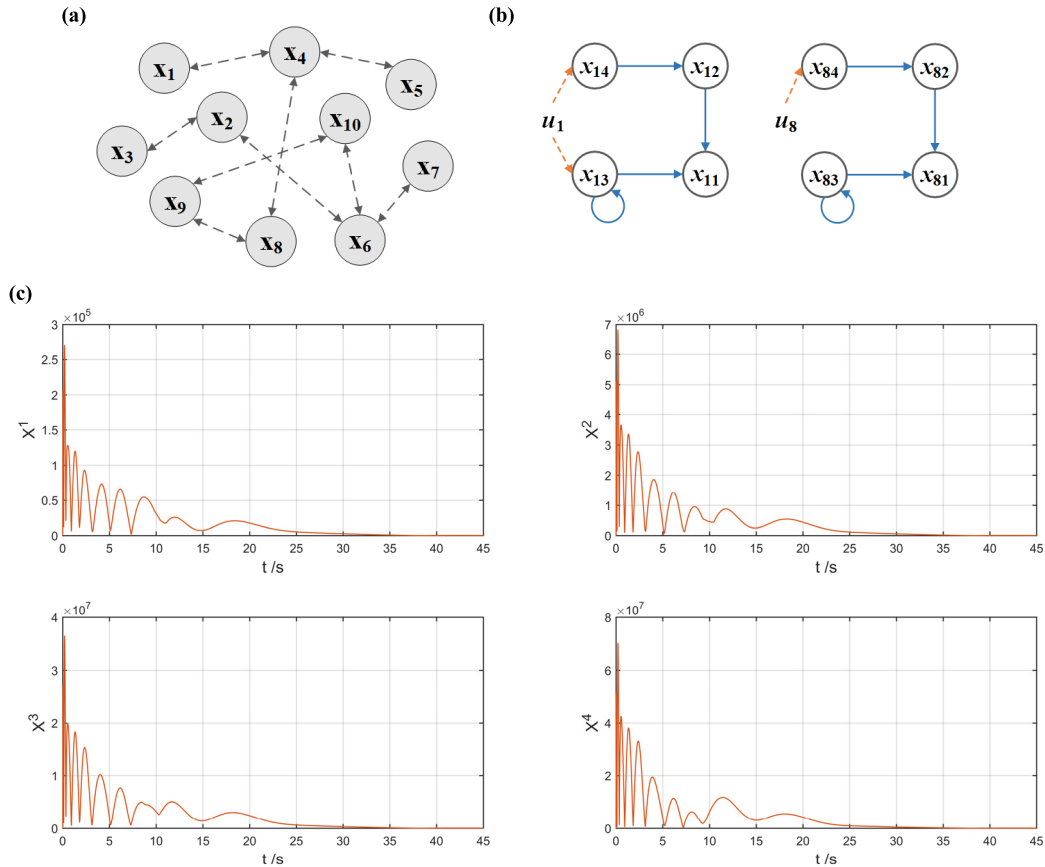 (a)
x1
x4
x5
x2
x10
x3
x7
x9
x8
x6
(b)
x14
x12
x84
x82
u1
u8
x13
x11
x83
x81
(c)
×10^5
3
2.5
2
1.5
1
0.5
0
X^1
0 5 10 15 20 25 30 35 40 45
t /s
×10^6
7
6
5
4
3
2
1
0
X^2
0 5 10 15 20 25 30 35 40 45
t /s
×10^7
4
3
2
1
0
X^3
0 5 10 15 20 25 30 35 40 45
t /s
×10^7
8
6
4
2
0
X^4
0 5 10 15 20 25 30 35 40 45
t /s